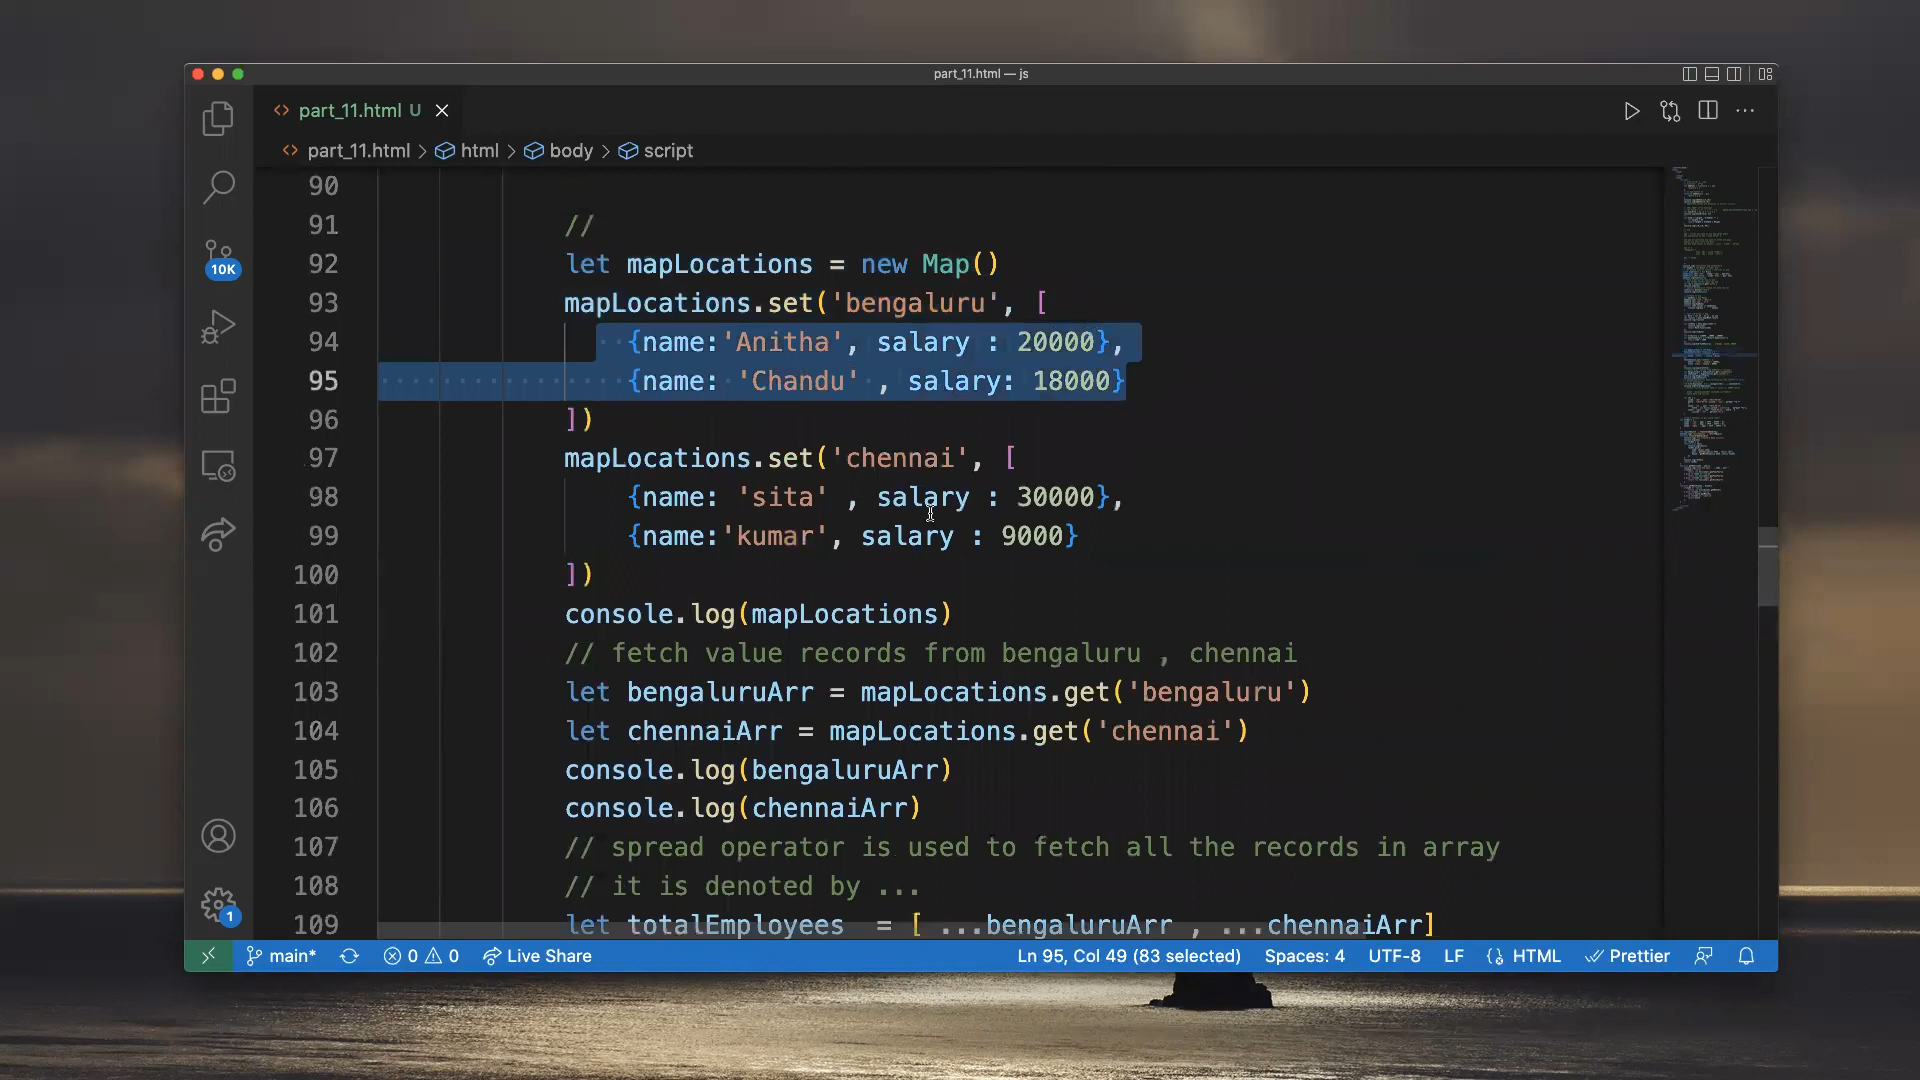 part_11.html — js
part_11.html U
part_11.html > html > body > script
90
91 //
92 let mapLocations = new Map()
93 mapLocations.set('bengaluru', [
94 {name:'Anitha', salary : 20000},
95 {name: 'Chandu' , salary: 18000}
96 ])
97 mapLocations.set('chennai', [
98 {name: 'sita' , salary : 30000},
99 {name:'kumar', salary : 9000}
100 ])
101 console.log(mapLocations)
102 // fetch value records from bengaluru , chennai
103 let bengaluruArr = mapLocations.get('bengaluru')
104 let chennaiArr = mapLocations.get('chennai')
105 console.log(bengaluruArr)
106 console.log(chennaiArr)
107 // spread operator is used to fetch all the records in array
108 // it is denoted by ...
109 let totalEmployees = [ ...bengaluruArr , ...chennaiArr]
10K
1
main* 0 0 Live Share Ln 95, Col 49 (83 selected) Spaces: 4 UTF-8 LF HTML Prettier